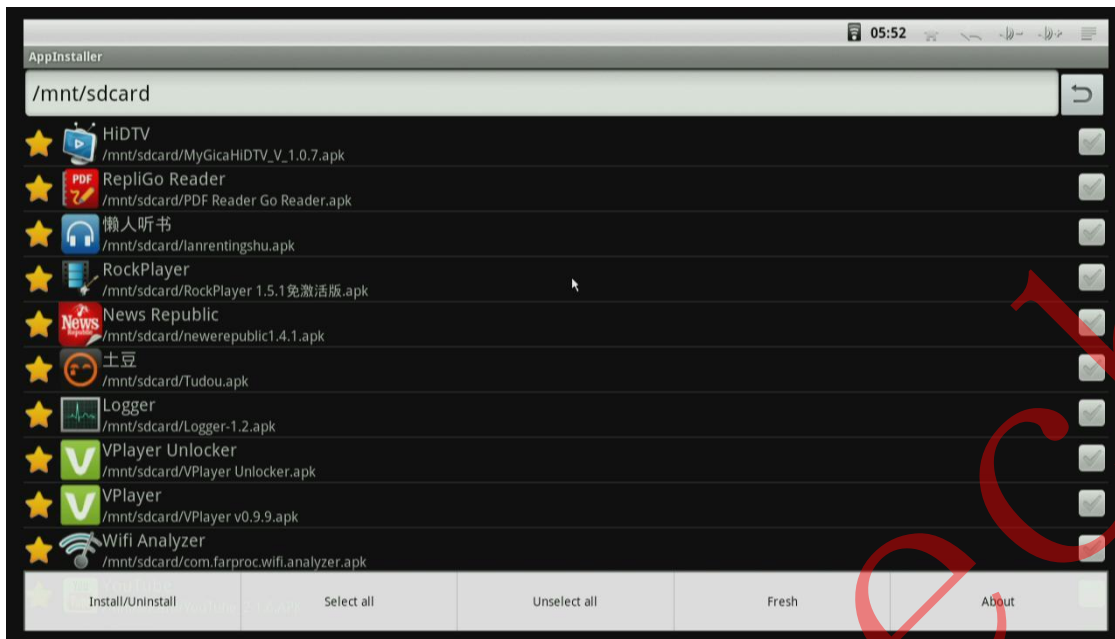 05:52
AppInstaller
/mnt/sdcard
HiDTV
/mnt/sdcard/MyGicaHiDTV_V_1.0.7.apk
PDF
RepliGo Reader
/mnt/sdcard/PDF Reader Go Reader.apk
懒人听书
/mnt/sdcard/lanrentingshu.apk
RockPlayer
/mnt/sdcard/RockPlayer 1.5.1免激活版.apk
News
News Republic
/mnt/sdcard/newerepublic1.4.1.apk
土豆
/mnt/sdcard/Tudou.apk
Logger
/mnt/sdcard/Logger-1.2.apk
VPlayer Unlocker
/mnt/sdcard/VPlayer Unlocker.apk
VPlayer
/mnt/sdcard/VPlayer v0.9.9.apk
Wifi Analyzer
/mnt/sdcard/com.farproc.wifi.analyzer.apk
YouTube
Install/Uninstall Select all Unselect all Fresh About
ech